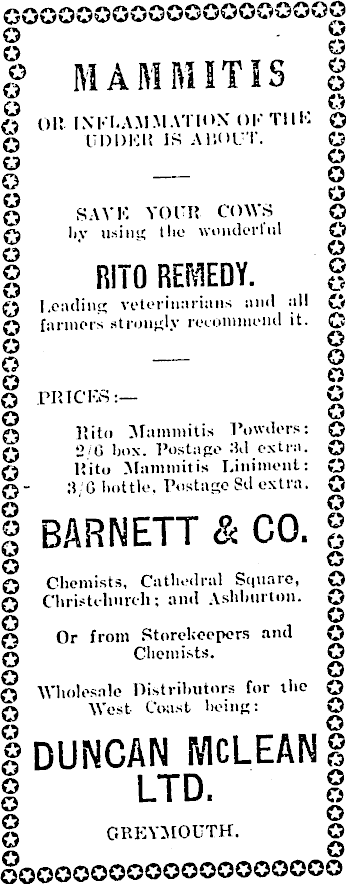 MAMMITIS
OR INFLAMMATION OF THE
UDDER IS ABOUT.
SAVE YOUR COWS
by using the wonderful
RITO REMEDY.
Leading veterinarians and all
farmers strongly recommend it.
PRICES:—
Rito Mammitis Powders:
2/6 box. Postage 3d extra.
Rito Mammitis Liniment:
3/6 bottle, Postage 8d extra.
BARNETT & CO.
Chemists, Cathedral Square,
Christchurch; and Ashburton.
Or from Storekeepers and
Chemists.
Wholesale Distributors for the
West Coast being:
DUNCAN McLEAN
LTD.
GREYMOUTH.